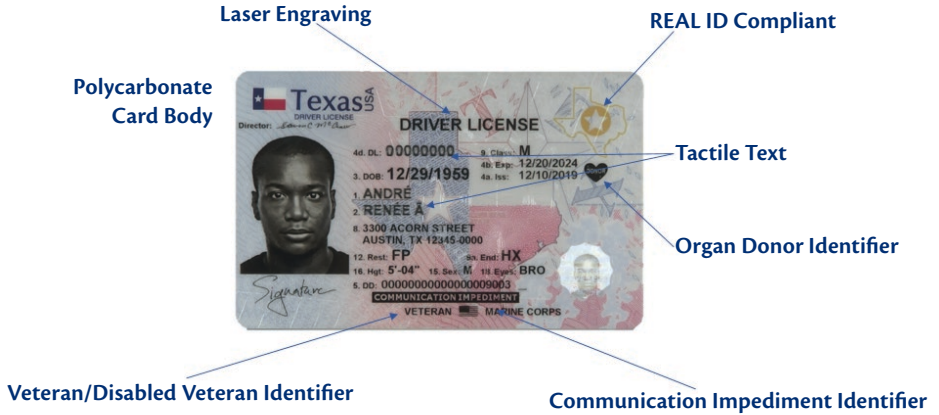 Laser Engraving
REAL ID Compliant
Polycarbonate
Card Body
Texas USA
DRIVER LICENSE
Director:
DRIVER LICENSE
4d. DL: 00000000 9. Class: M
4b. Exp: 12/20/2024
3. DOB: 12/29/1959 4a. Iss: 12/10/2019
DONOR
Tactile Text
1. ANDRÉ
2. RENÉE Å
8. 3300 ACORN STREET
AUSTIN, TX 12345-0000
Organ Donor Identifier
12. Rest: FP 9a. End: HX
16. Hgt: 5'-04" 15. Sex: M 18. Eyes: BRO
5. DD: 00000000000000009003
Signature
COMMUNICATION IMPEDIMENT
VETERAN MARINE CORPS
Veteran/Disabled Veteran Identifier
Communication Impediment Identifier